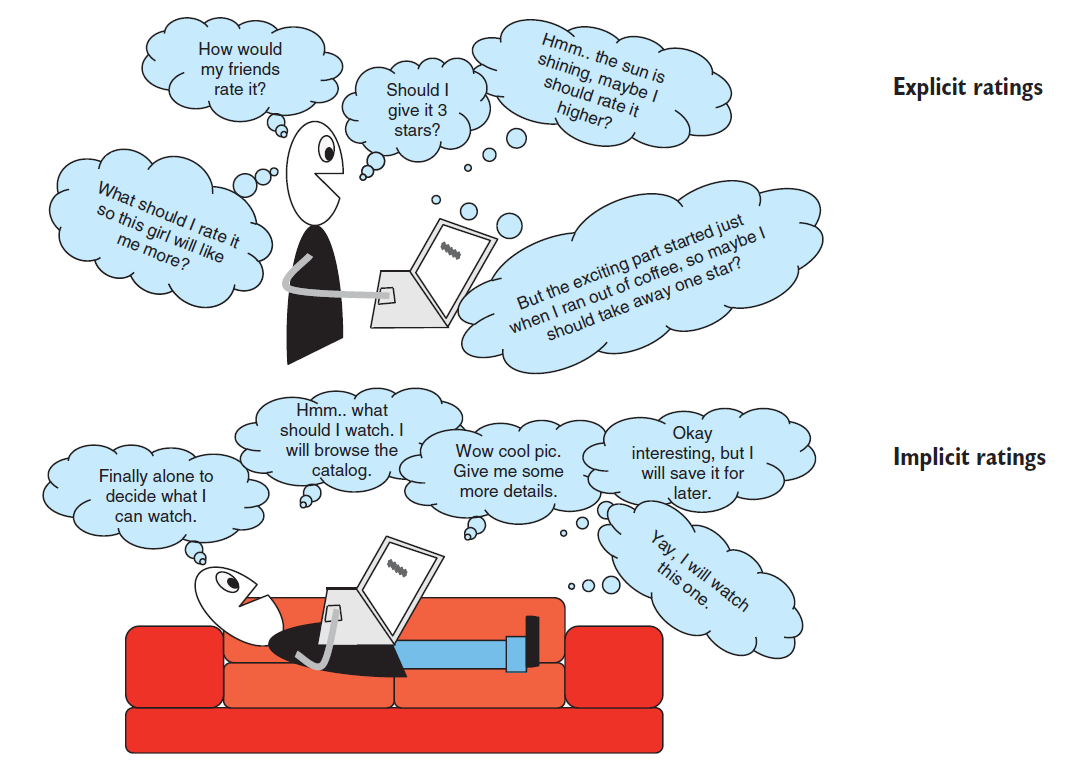 How would
my friends
rate it?
Should I
give it 3
stars?
Hmm.. the sun is
shining, maybe I
should rate it
higher?
Explicit ratings
What should I rate it
so this girl will like
me more?
But the exciting part started just
when I ran out of coffee, so maybe I
should take away one star?
Hmm.. what
should I watch. I
will browse the
catalog.
Wow cool pic.
Give me some
more details.
Okay
interesting, but I
will save it for
later.
Implicit ratings
Finally alone to
decide what I
can watch.
Yay, I will watch
this one.